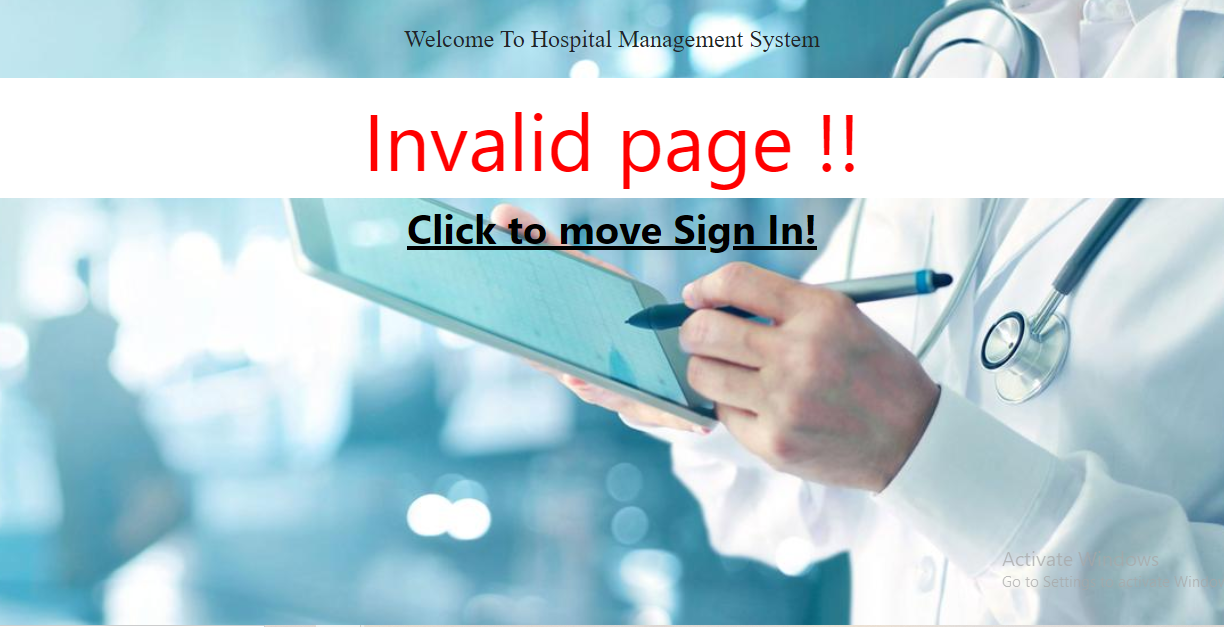 Welcome To Hospital Management System
Invalid page !!
Click to move Sign In!
Activate Windows
Go to Settings to activate Windows